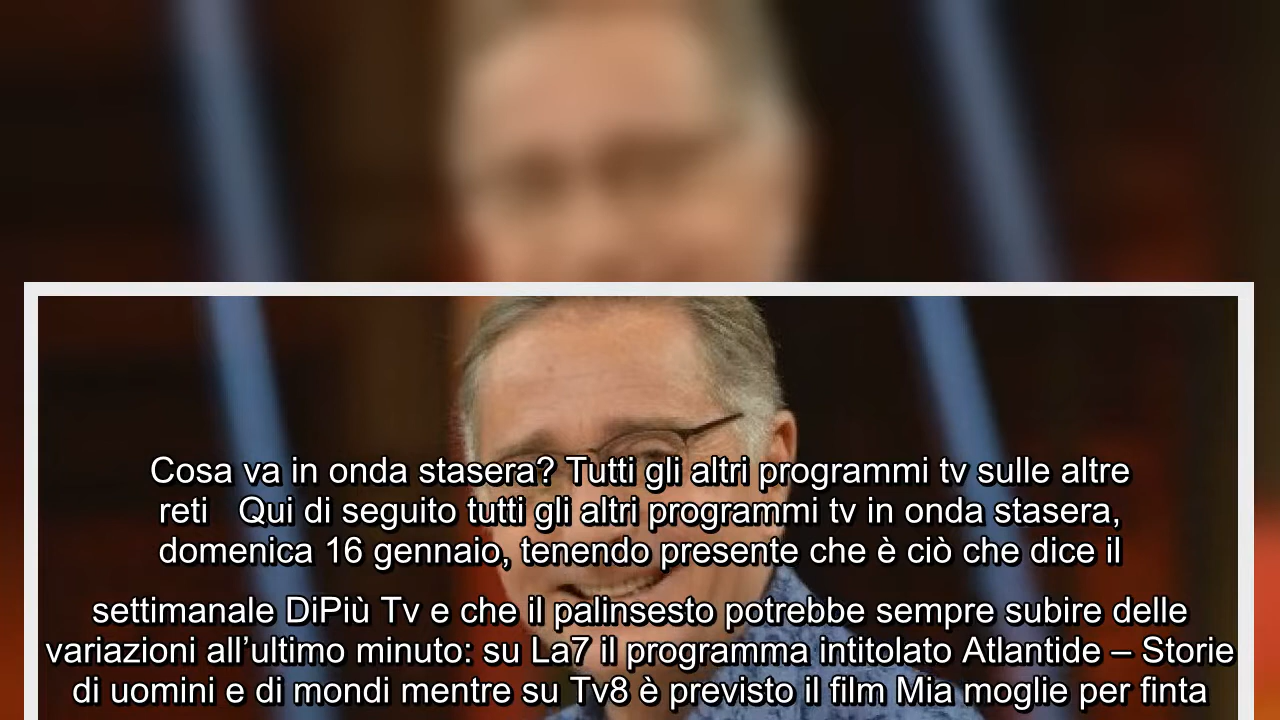 Cosa va in onda stasera? Tutti gli altri programmi tv sulle altre
reti Qui di seguito tutti gli altri programmi tv in onda stasera,
domenica 16 gennaio, tenendo presente che è ciò che dice il
settimanale DiPiù Tv e che il palinsesto potrebbe sempre subire delle
variazioni all’ultimo minuto: su La7 il programma intitolato Atlantide – Storie
di uomini e di mondi mentre su Tv8 è previsto il film Mia moglie per finta